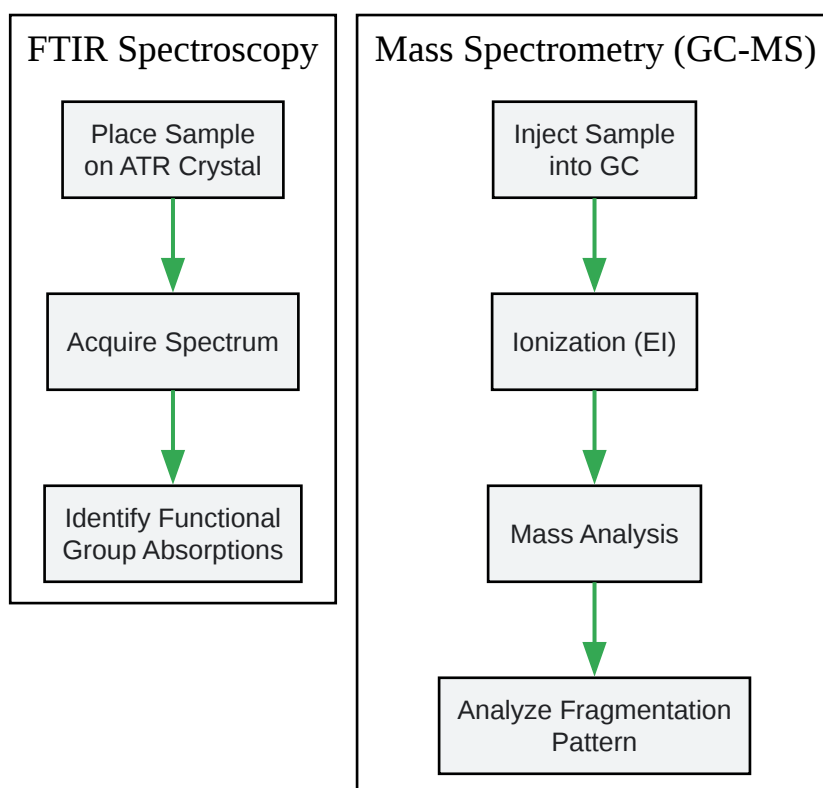 FTIR Spectroscopy
Place Sample
on ATR Crystal
Acquire Spectrum
Identify Functional
Group Absorptions
Mass Spectrometry (GC-MS)
Inject Sample
into GC
Ionization (EI)
Mass Analysis
Analyze Fragmentation
Pattern